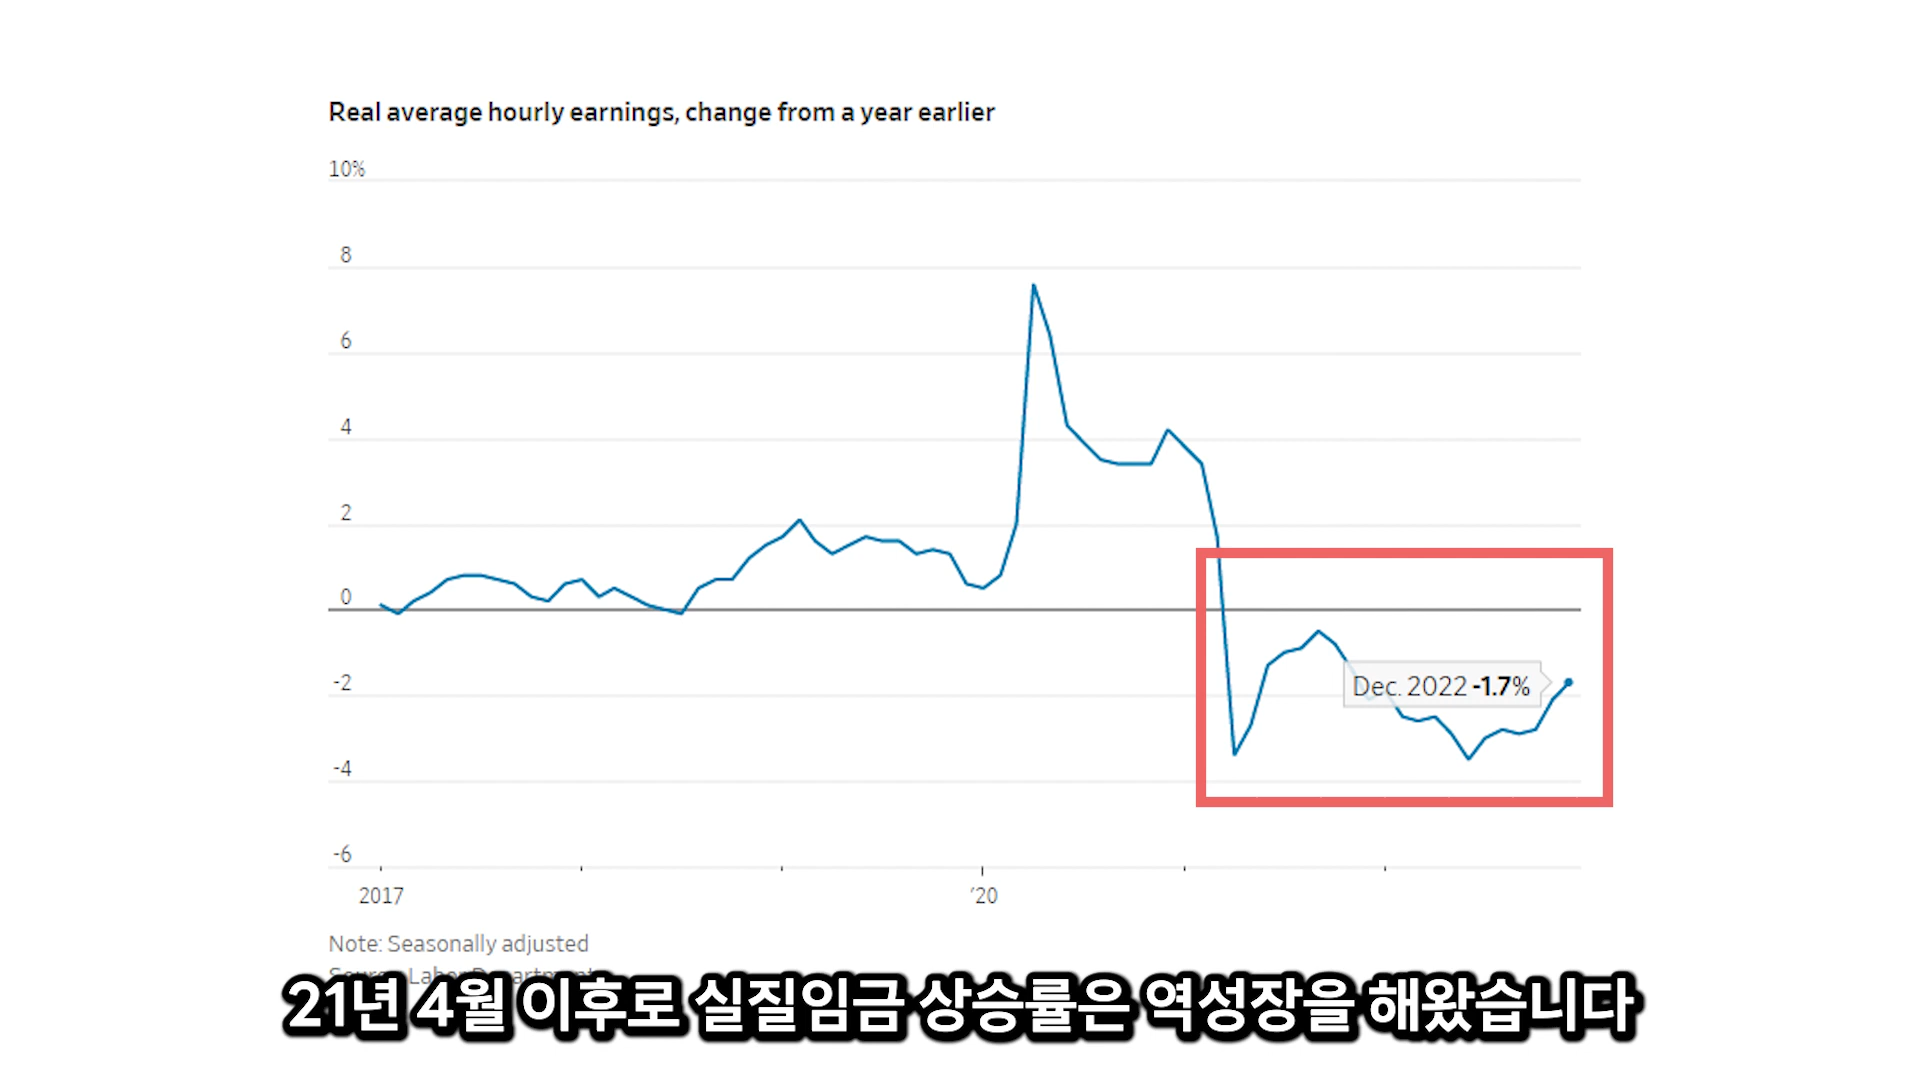 Real average hourly earnings, change from a year earlier
10%
8
6
4
2
0
-2
Dec. 2022 -1.7%
-4
-6
2017
'20
Note: Seasonally adjusted
21년 4월 이후로 실질임금 상승률은 역성장을 해왔습니다